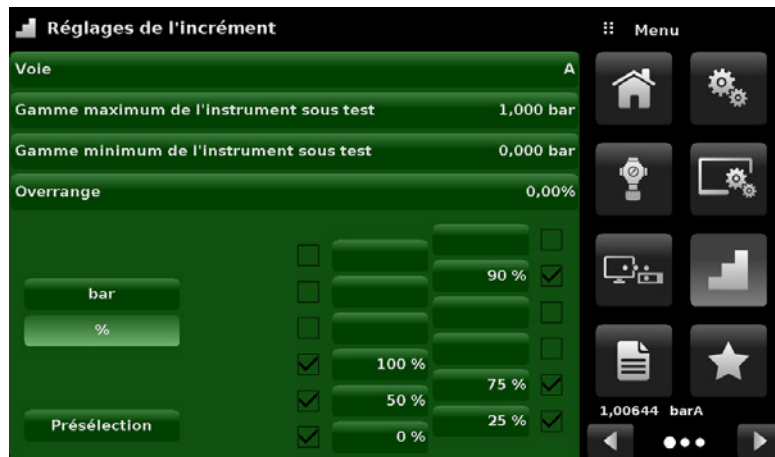 Réglages de l'incrément
Menu
Voie A
Gamme maximum de l'instrument sous test 1,000 bar
Gamme minimum de l'instrument sous test 0,000 bar
Overrange 0,00%
90 %
bar
%
100 %
75 %
50 %
25 %
Présélection
0 %
1,00644 barA